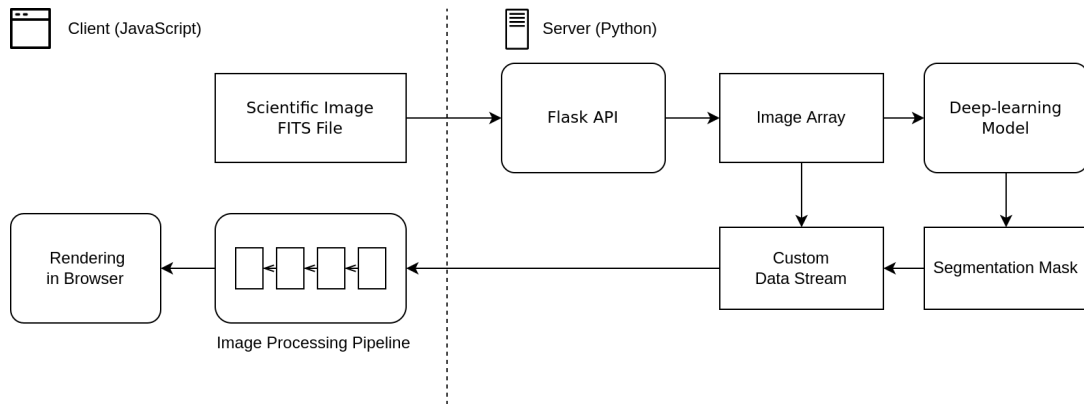 Client (JavaScript)
Server (Python)
Scientific Image
FITS File
Flask API
Image Array
Deep-learning
Model
Rendering
in Browser
Image Processing Pipeline
Custom
Data Stream
Segmentation Mask